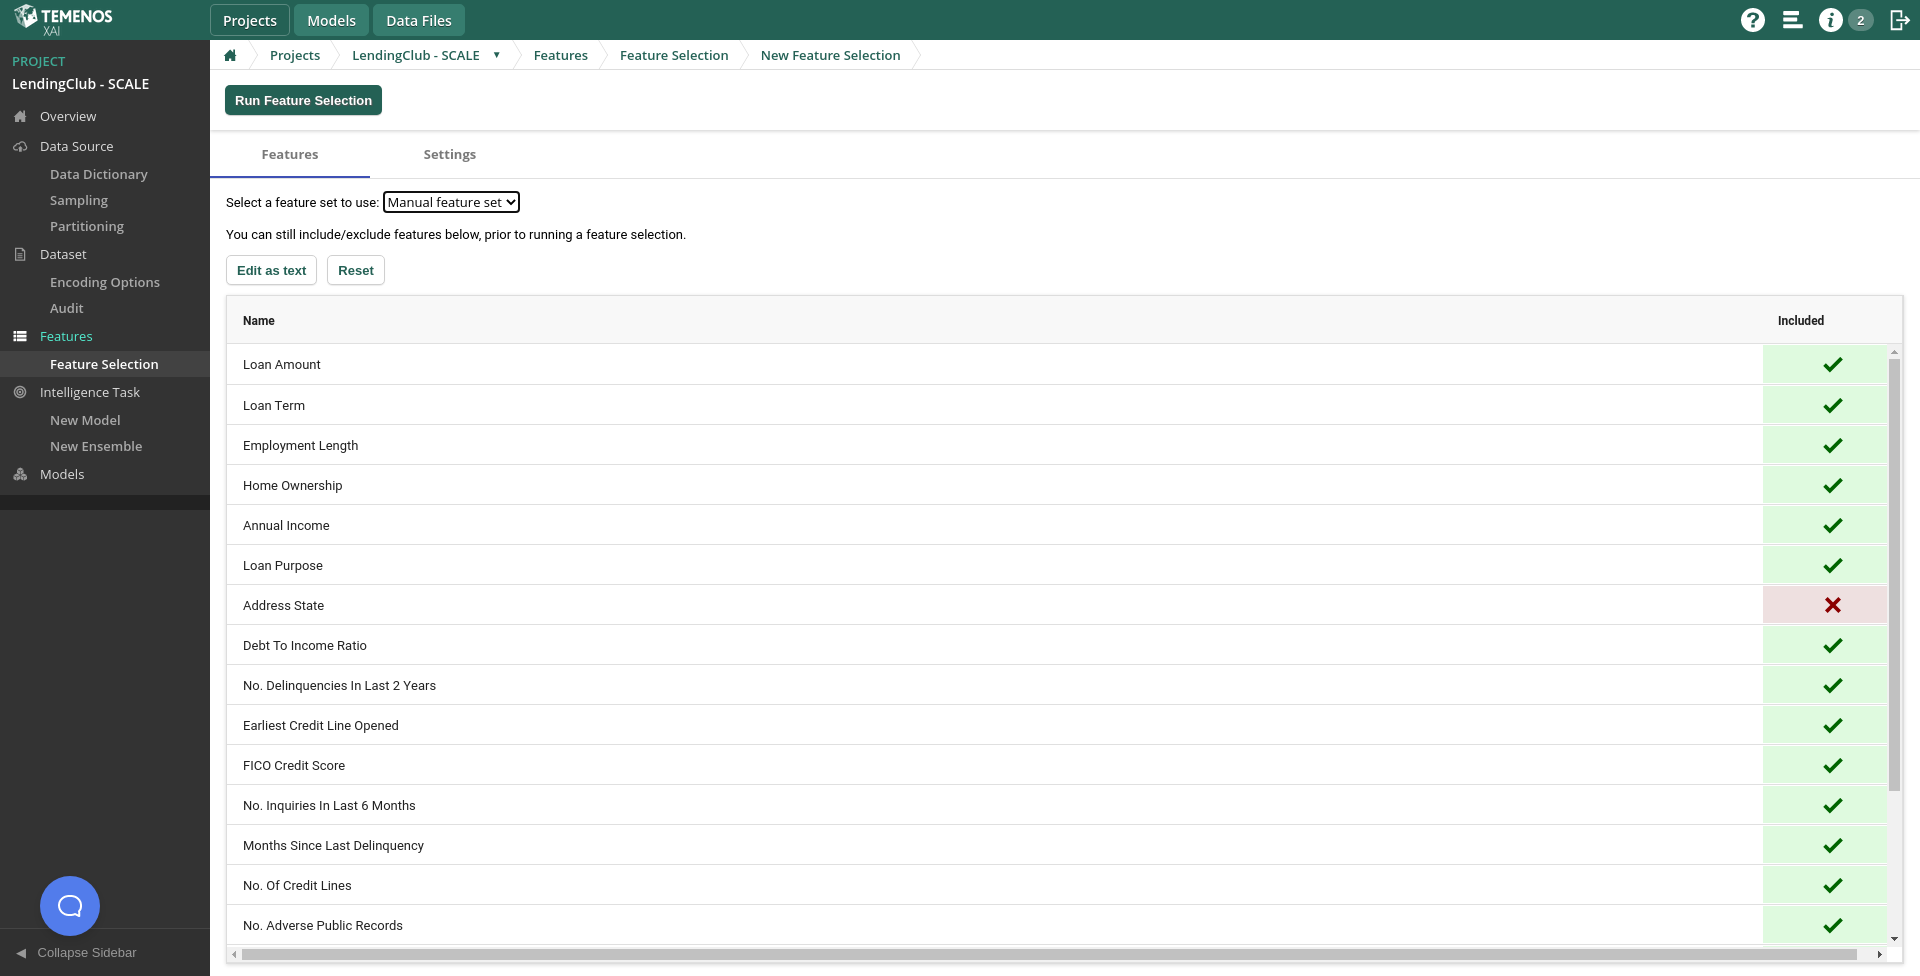 TEMENOS
XAI
Projects
Models
Data Files
2
PROJECT
LendingClub - SCALE
Overview
Data Source
Data Dictionary
Sampling
Partitioning
Dataset
Encoding Options
Audit
Features
Feature Selection
Intelligence Task
New Model
New Ensemble
Models
Collapse Sidebar
Projects
LendingClub - SCALE
Features
Feature Selection
New Feature Selection
Run Feature Selection
Features
Settings
Select a feature set to use: Manual feature set
You can still include/exclude features below, prior to running a feature selection.
Edit as text
Reset
Name
Included
Loan Amount
Loan Term
Employment Length
Home Ownership
Annual Income
Loan Purpose
Address State
Debt To Income Ratio
No. Delinquencies In Last 2 Years
Earliest Credit Line Opened
FICO Credit Score
No. Inquiries In Last 6 Months
Months Since Last Delinquency
No. Of Credit Lines
No. Adverse Public Records